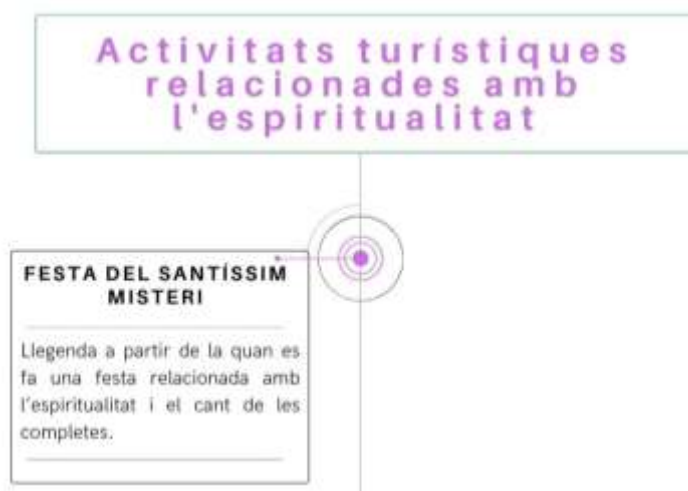 Activitats turístiques
relacionades amb
l'espiritualitat
FESTA DEL SANTÍSSIM
MISTERI
Llegenda a partir de la quan es
fa una festa relacionada amb
l'espiritualitat i el cant de les
completes.